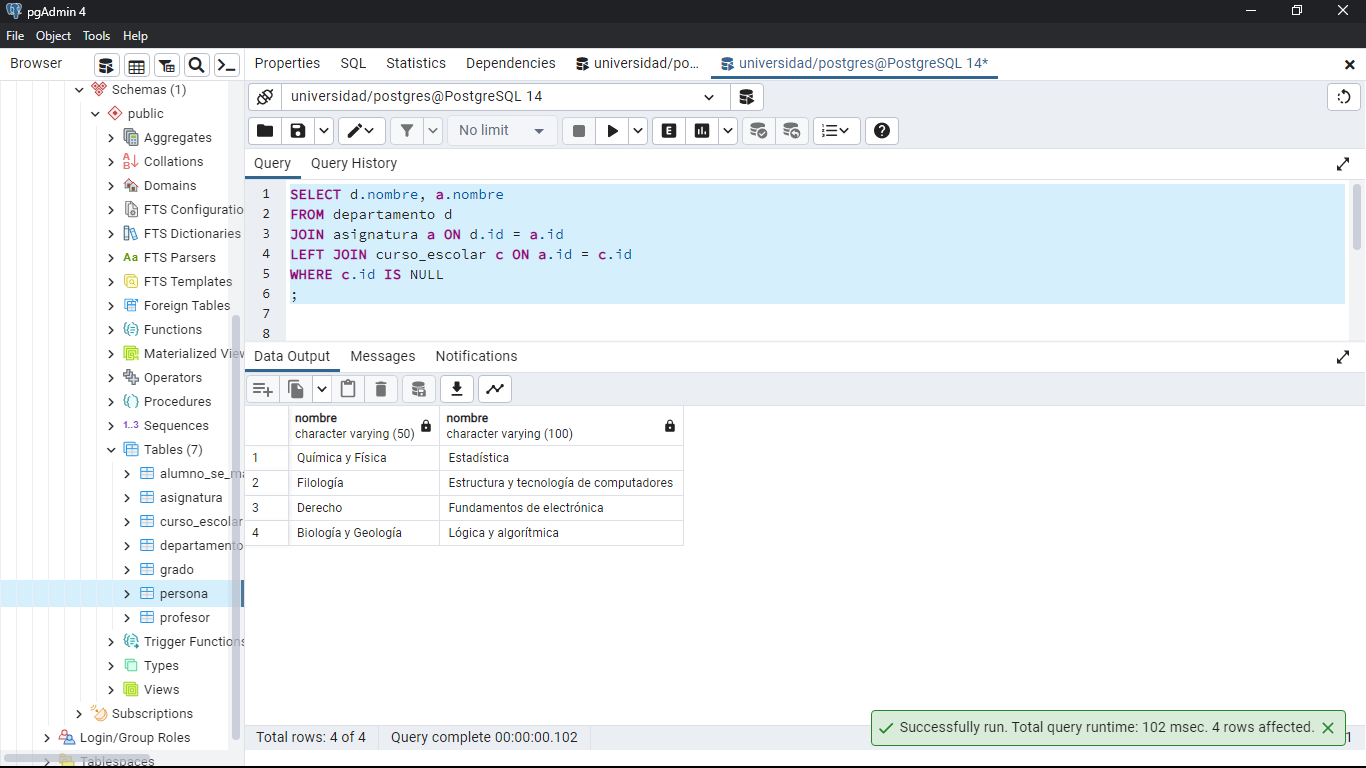 pgAdmin 4
File Object Tools Help
Browser
Properties SQL Statistics Dependencies universidad/po... universidad/postgres@PostgreSQL 14*
Schemas (1)
public
Aggregates
Collations
Domains
FTS Configuratio
FTS Dictionaries
Aa FTS Parsers
FTS Templates
Foreign Tables
Functions
Materialized View
Operators
Procedures
1..3 Sequences
Tables (7)
alumno_se_ma
asignatura
curso_escolar
departamento
grado
persona
profesor
Trigger Functions
Types
Views
Subscriptions
Login/Group Roles
Tablespaces
universidad/postgres@PostgreSQL 14
No limit
E
Query Query History
1 SELECT d.nombre, a.nombre
2 FROM departamento d
3 JOIN asignatura a ON d.id = a.id
4 LEFT JOIN curso_escolar c ON a.id = c.id
5 WHERE c.id IS NULL
6 ;
7
8
Data Output Messages Notifications
nombre nombre
character varying (50) character varying (100)
1 Química y Física Estadística
2 Filología Estructura y tecnología de computadores
3 Derecho Fundamentos de electrónica
4 Biología y Geología Lógica y algorítmica
Total rows: 4 of 4 Query complete 00:00:00.102
Successfully run. Total query runtime: 102 msec. 4 rows affected.
1